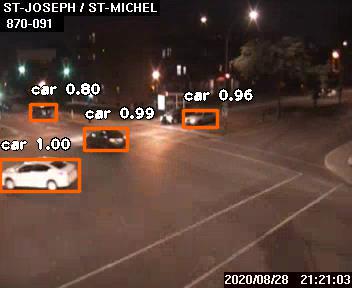 ST-JOSEPH / ST-MICHEL
870-091
car 0.80
car 0.96
car 0.99
car 1.00
2020/08/28 21:21:03